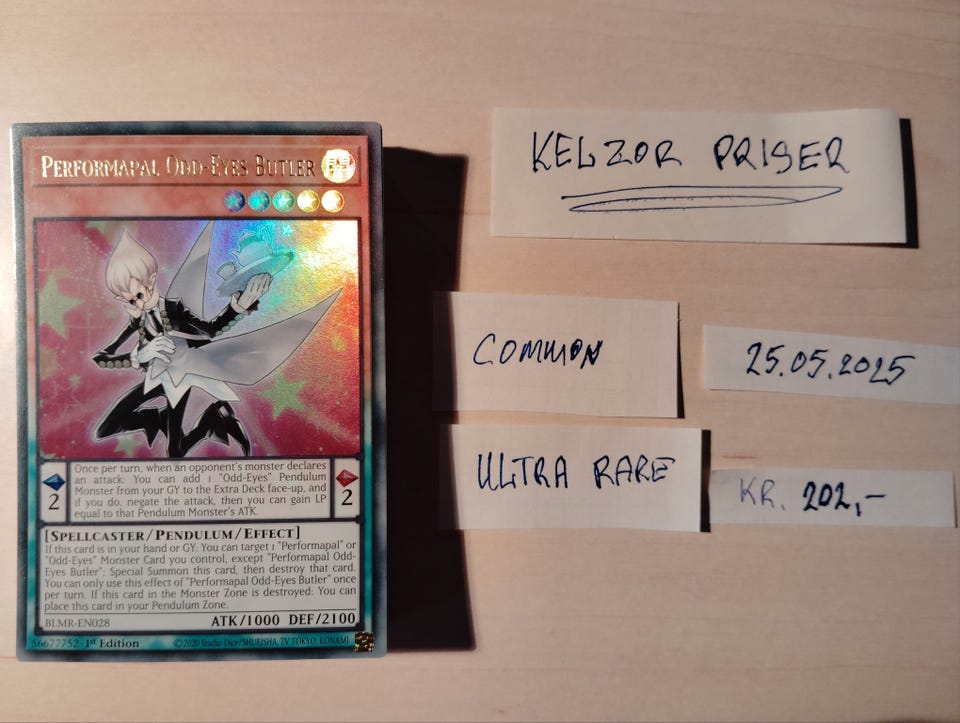 PERFORMAPAL ODD-EYES BUTLER
Once per turn, when an opponent's monster declares
an attack: You can add 1 "Odd-Eyes" Pendulum
Monster from your GY to the Extra Deck face-up, and
if you do, negate the attack, then you can gain LP
equal to that Pendulum Monster's ATK.
2
2
[SPELLCASTER/PENDULUM/EFFECT]
If this card is in your hand or GY: You can target 1 "Performapal" or
"Odd-Eyes" Monster Card you control, except "Performapal Odd-
Eyes Butler"; Special Summon this card, then destroy that card.
You can only use this effect of "Performapal Odd-Eyes Butler" once
per turn. If this card in the Monster Zone is destroyed: You can
place this card in your Pendulum Zone.
BLMR-EN028
ATK/1000 DEF/2100
56677752 1st Edition
©2020 Studio Dice/SHUEISHA, TV TOKYO, KONAMI
KELZOR PRISER
COMMON
25.05.2025
ULTRA RARE
KR. 202,-